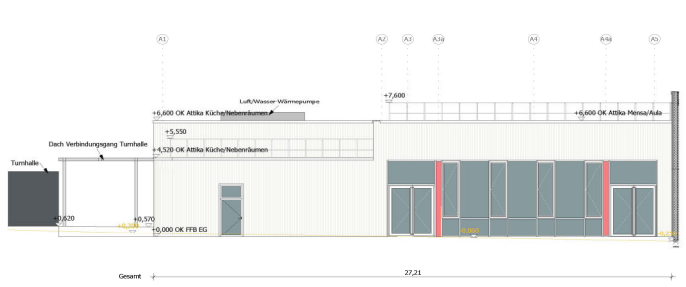 A1 A2 A3 A3a A4 A4a A5
+7,600
Luft/Wasser-Wärmepumpe
+6,600 OK Attika Küche/Nebenräumen
+6,600 OK Attika Mensa/Aula
+5,550
Dach Verbindungsgang Turnhalle
+4,520 OK Attika Küche/Nebenräumen
Turnhalle
+0,620
+0,570
+0,000 OK FFB EG
Gesamt
27,21